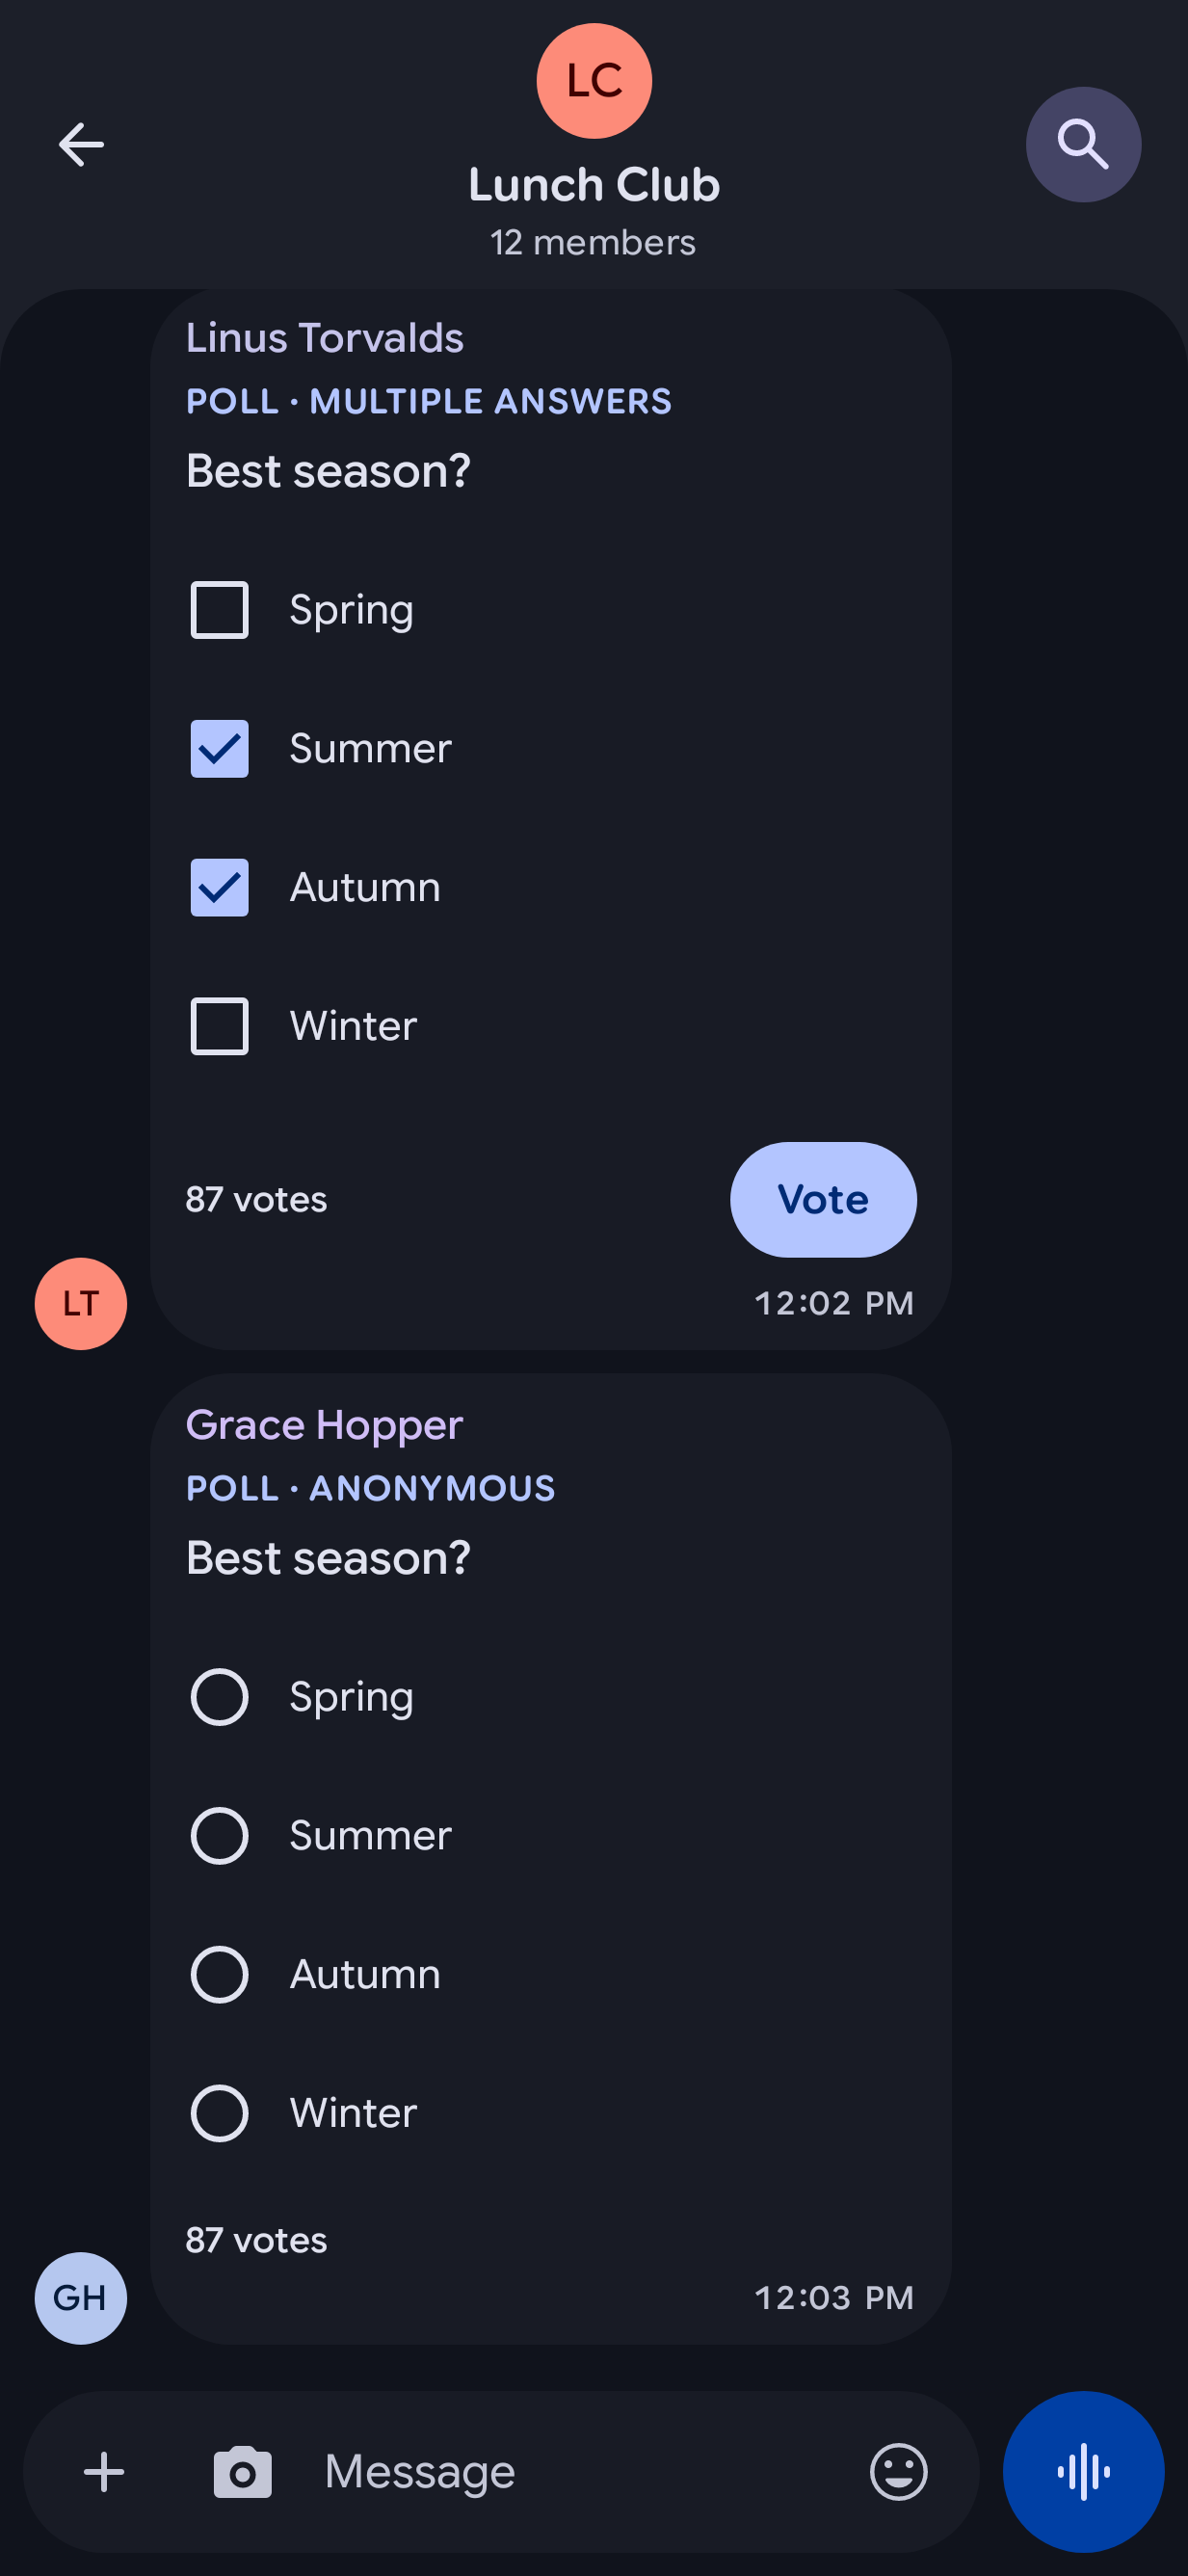 LC
Lunch Club
12 members
Linus Torvalds
POLL · MULTIPLE ANSWERS
Best season?
Spring
Summer
Autumn
Winter
87 votes
Vote
LT
12:02 PM
Grace Hopper
POLL · ANONYMOUS
Best season?
Spring
Summer
Autumn
Winter
87 votes
GH
12:03 PM
Message